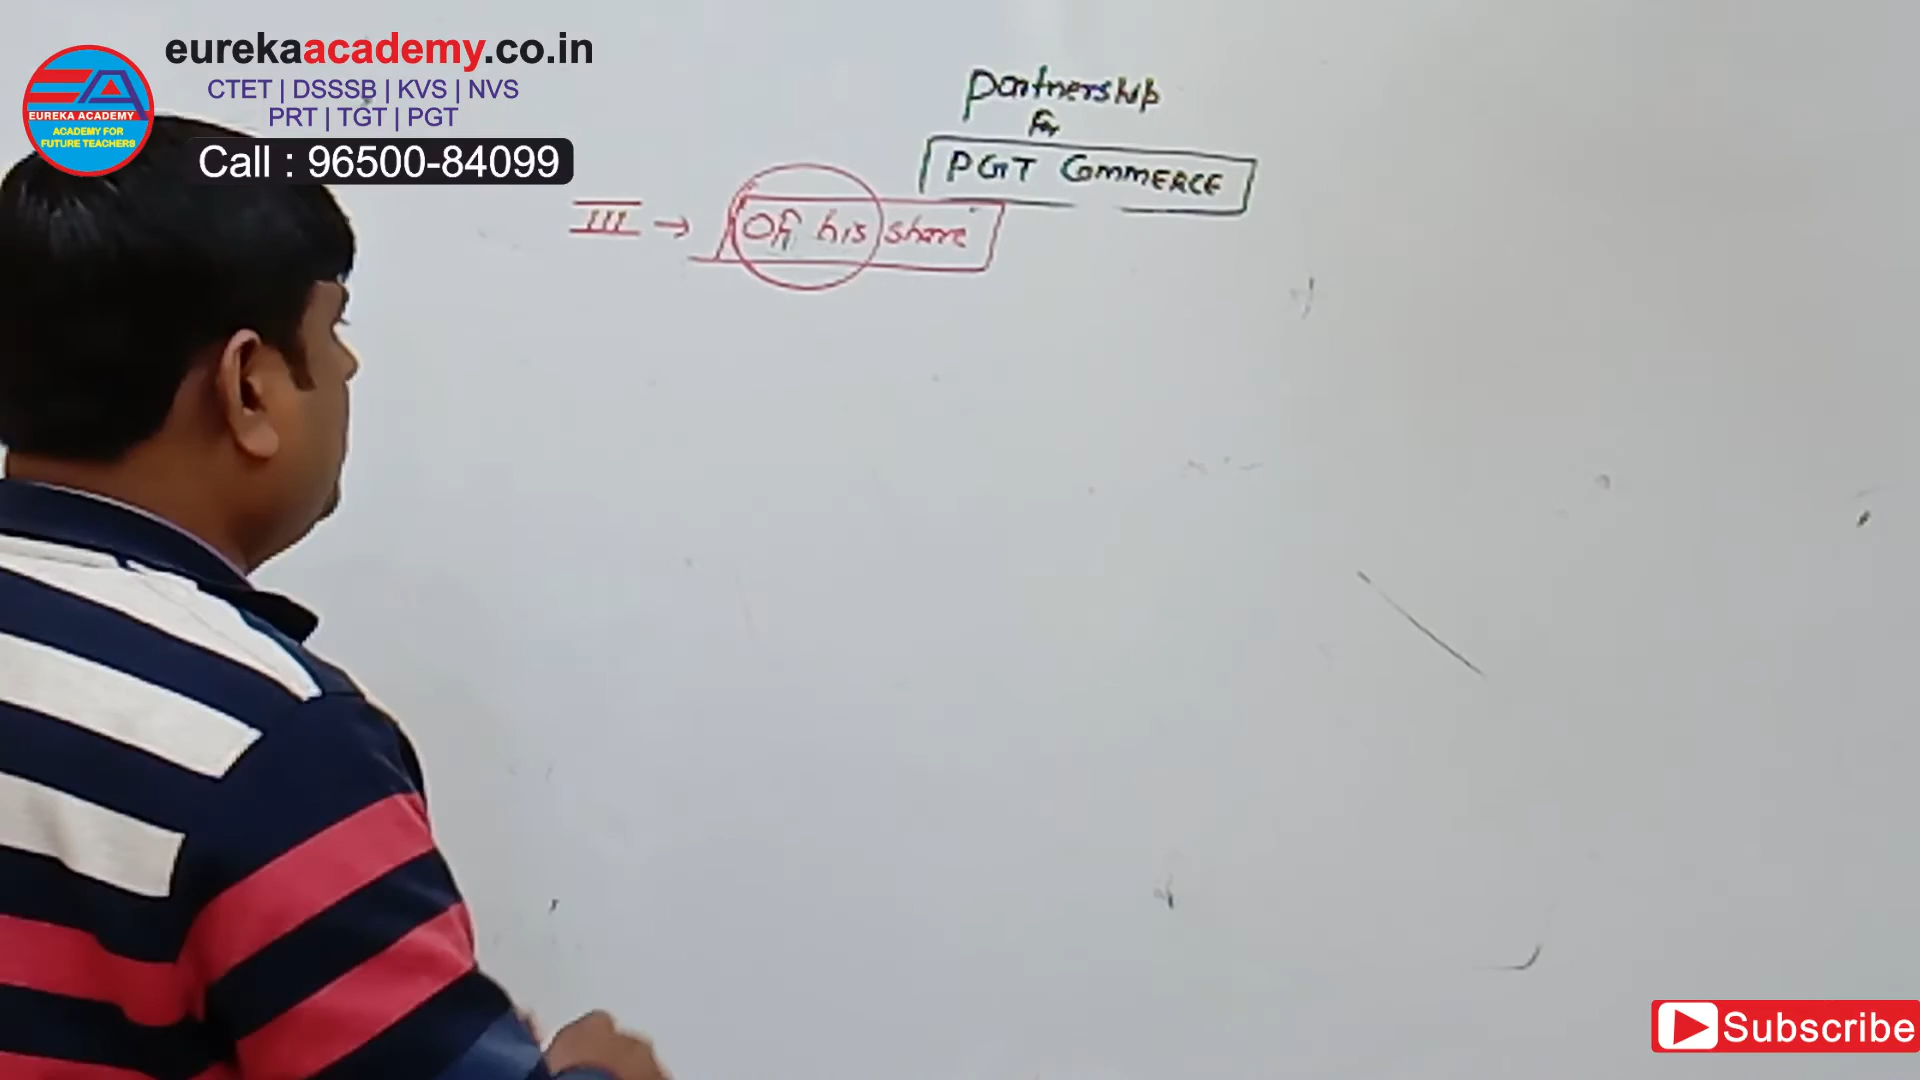 eurekaacademy.co.in
CTET | DSSSB | KVS | NVS
PRT | TGT | PGT
Call : 96500-84099
EUREKA ACADEMY
ACADEMY FOR
FUTURE TEACHERS
Partnership
for
PGT COMMERCE
III → Of his share
Subscribe